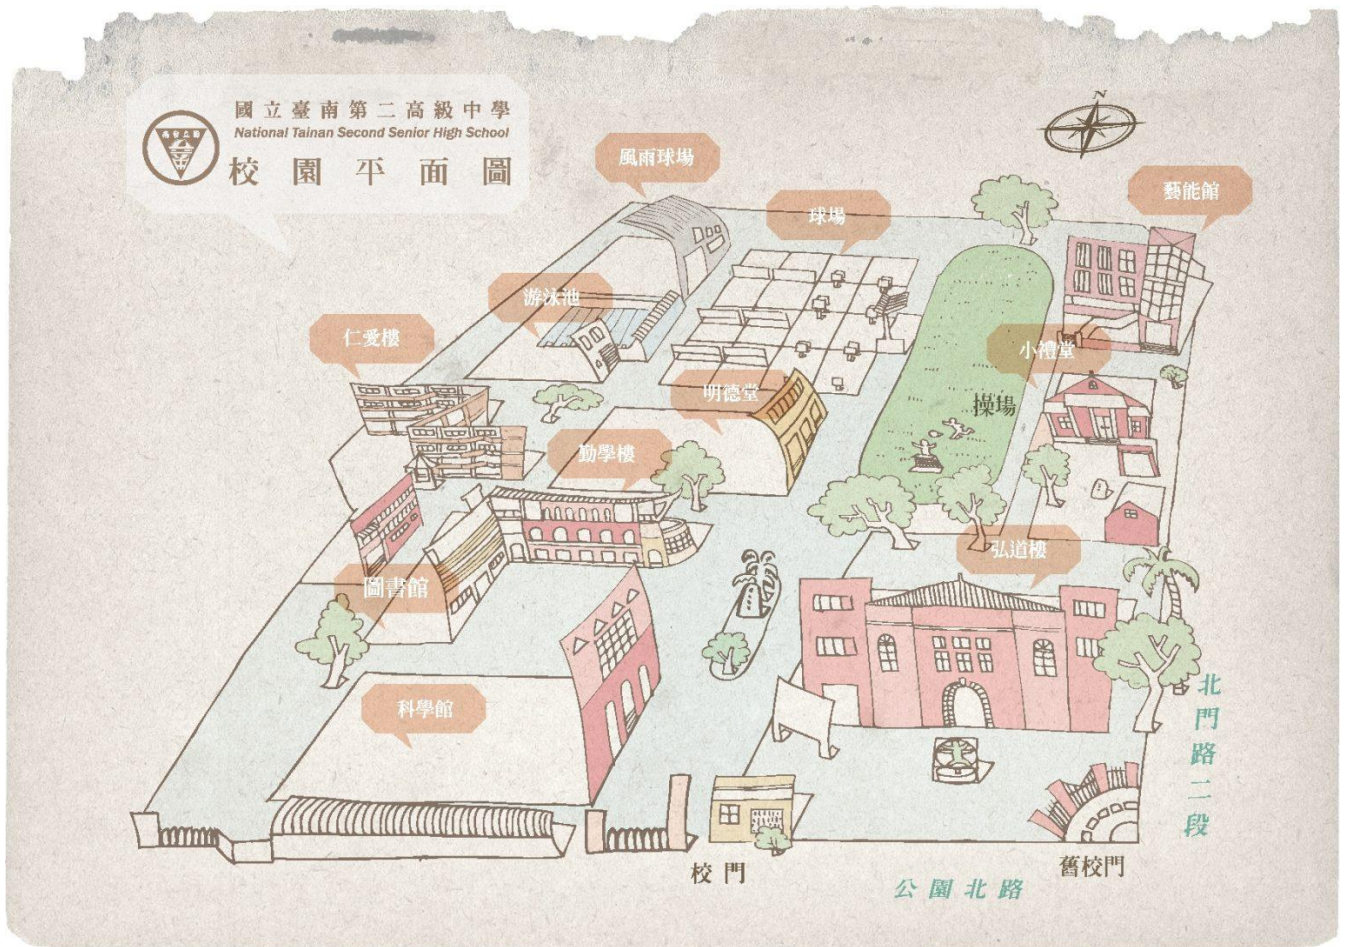 國立臺南第二高級中學
National Tainan Second Senior High School
校園平面圖
N
風雨球場
藝能館
球場
游泳池
仁愛樓
小禮堂
明德堂
操場
勤學樓
弘道樓
圖書館
科學館
北門路二段
校門
舊校門
公園北路